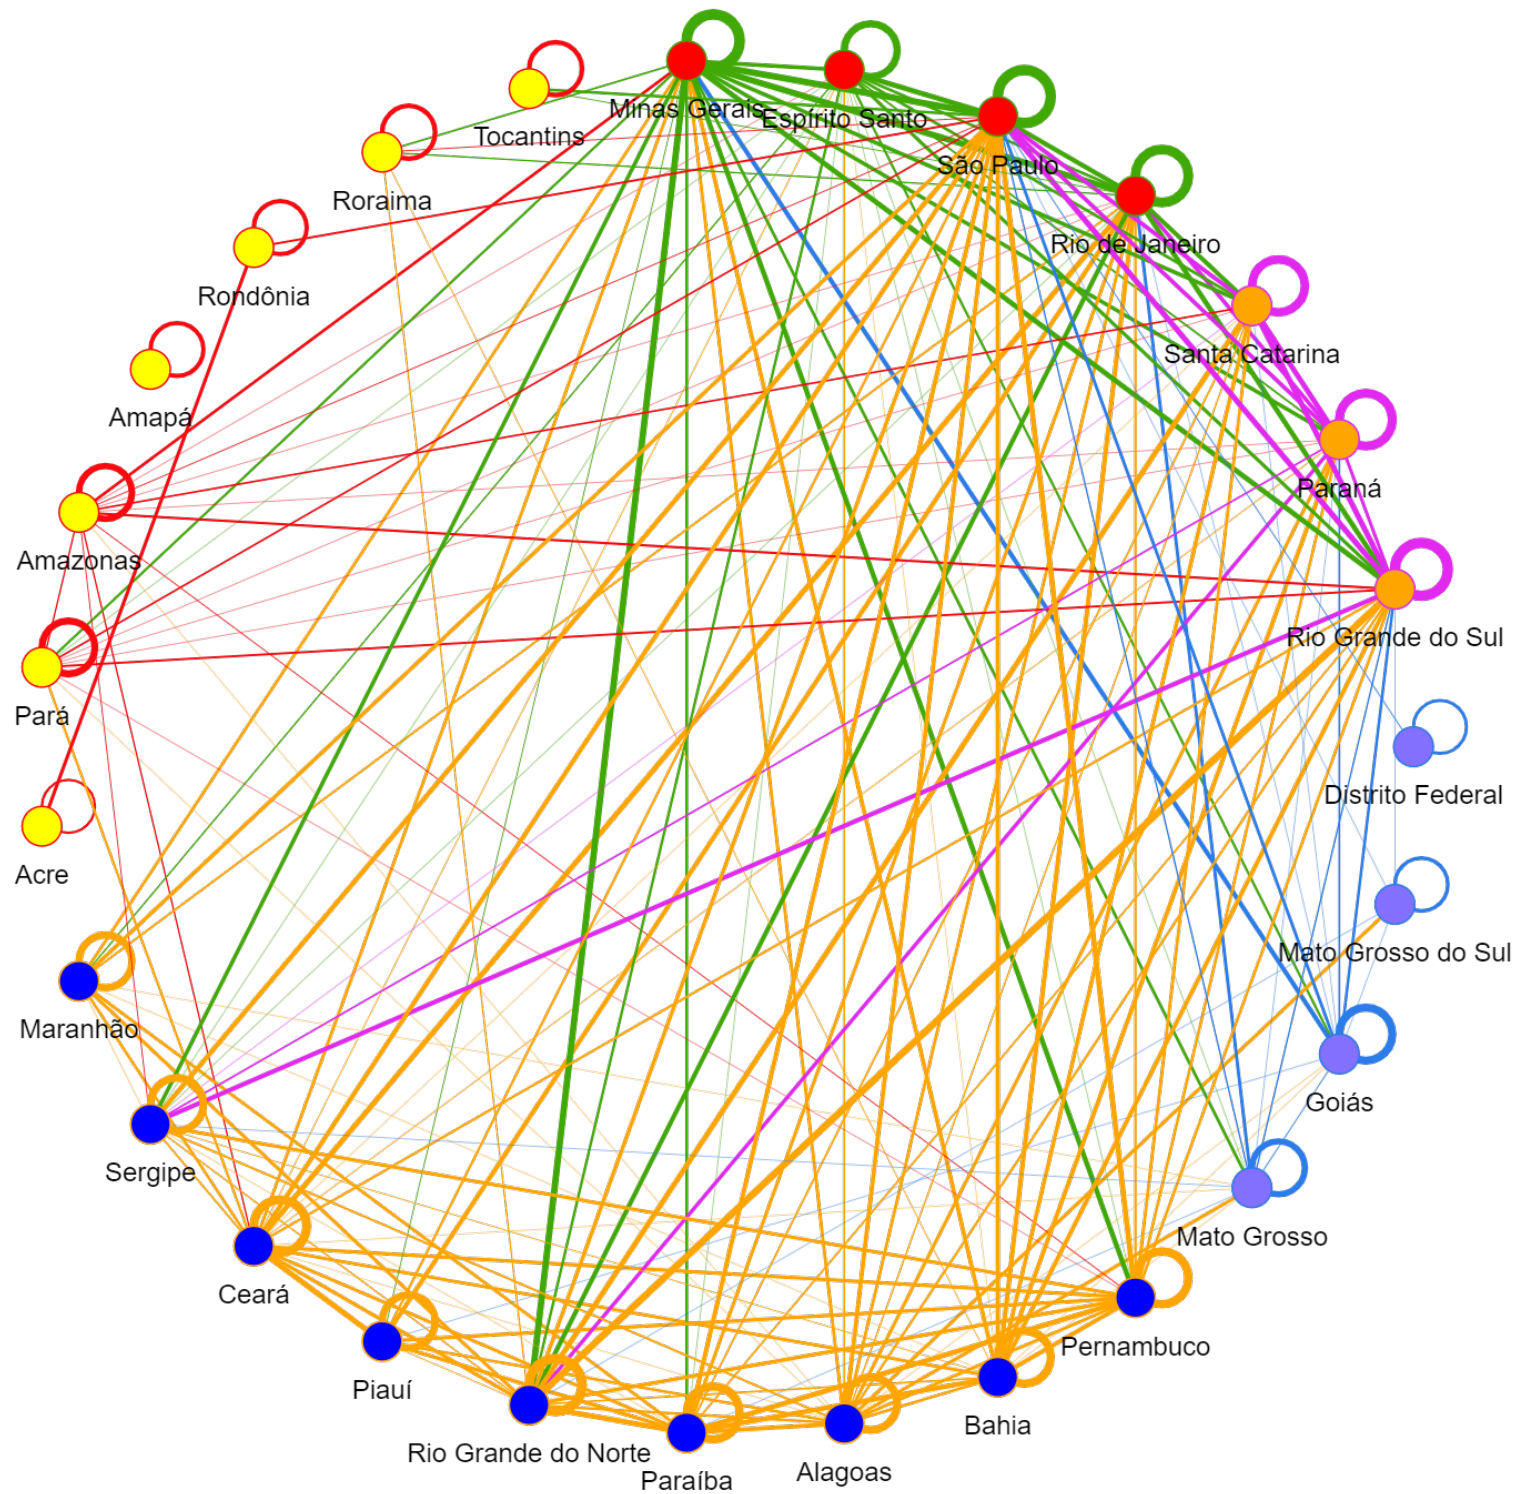 Minas Gerais
Espírito Santo
Tocantins
São Paulo
Roraima
Rio de Janeiro
Rondônia
Santa Catarina
Amapá
Paraná
Amazonas
Rio Grande do Sul
Pará
Distrito Federal
Acre
Mato Grosso do Sul
Maranhão
Goiás
Sergipe
Mato Grosso
Ceará
Pernambuco
Piauí
Bahia
Rio Grande do Norte
Alagoas
Paraíba